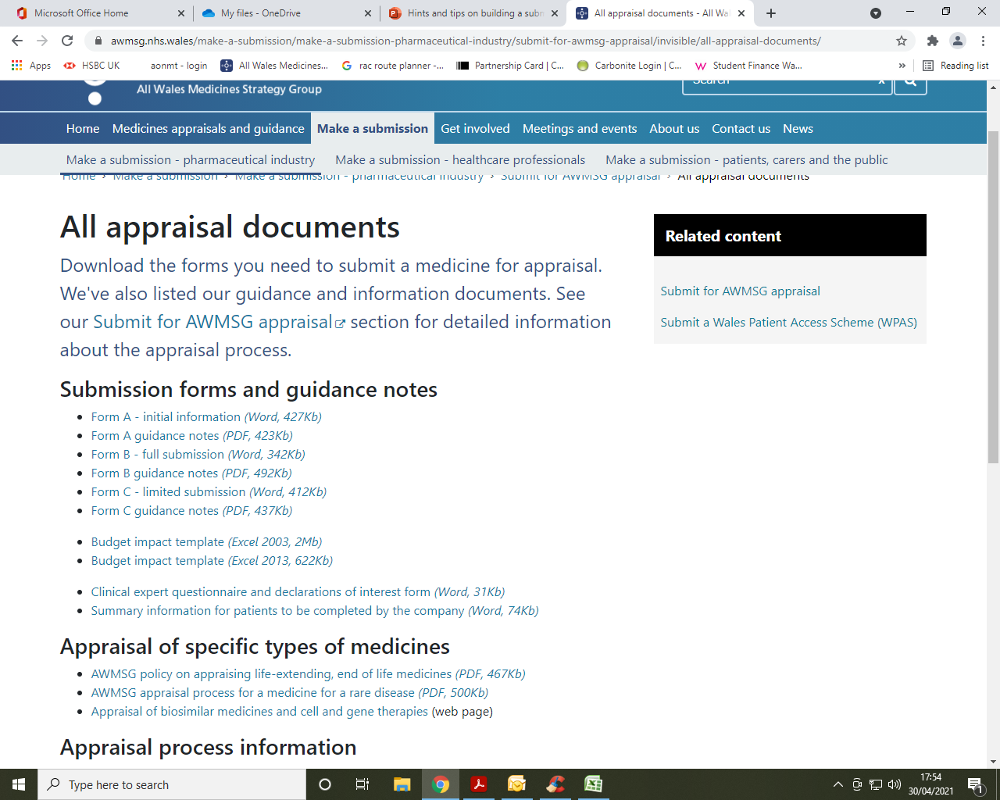 Microsoft Office Home
My files - OneDrive
Hints and tips on building a subm
All appraisal documents - All Wal
awmsg.nhs.wales/make-a-submission/make-a-submission-pharmaceutical-industry/submit-for-awmsg-appraisal/invisible/all-appraisal-documents/
Apps
HSBC UK
aonmt - login
All Wales Medicines...
rac route planner -...
Partnership Card | C...
Carbonite Login | C...
Student Finance Wa...
»
Reading list
All Wales Medicines Strategy Group
Search
x
Home
Medicines appraisals and guidance
Make a submission
Get involved
Meetings and events
About us
Contact us
News
Make a submission - pharmaceutical industry
Make a submission - healthcare professionals
Make a submission - patients, carers and the public
Home › Make a submission › Make a submission - pharmaceutical industry › Submit for AWMSG appraisal › All appraisal documents
All appraisal documents
Download the forms you need to submit a medicine for appraisal.
We've also listed our guidance and information documents. See
our Submit for AWMSG appraisal section for detailed information
about the appraisal process.
Related content
Submit for AWMSG appraisal
Submit a Wales Patient Access Scheme (WPAS)
Submission forms and guidance notes
• Form A - initial information (Word, 427Kb)
• Form A guidance notes (PDF, 423Kb)
• Form B - full submission (Word, 342Kb)
• Form B guidance notes (PDF, 492Kb)
• Form C - limited submission (Word, 412Kb)
• Form C guidance notes (PDF, 437Kb)
• Budget impact template (Excel 2003, 2Mb)
• Budget impact template (Excel 2013, 622Kb)
• Clinical expert questionnaire and declarations of interest form (Word, 31Kb)
• Summary information for patients to be completed by the company (Word, 74Kb)
Appraisal of specific types of medicines
• AWMSG policy on appraising life-extending, end of life medicines (PDF, 467Kb)
• AWMSG appraisal process for a medicine for a rare disease (PDF, 500Kb)
• Appraisal of biosimilar medicines and cell and gene therapies (web page)
Appraisal process information
Type here to search
17:54
30/04/2021
1